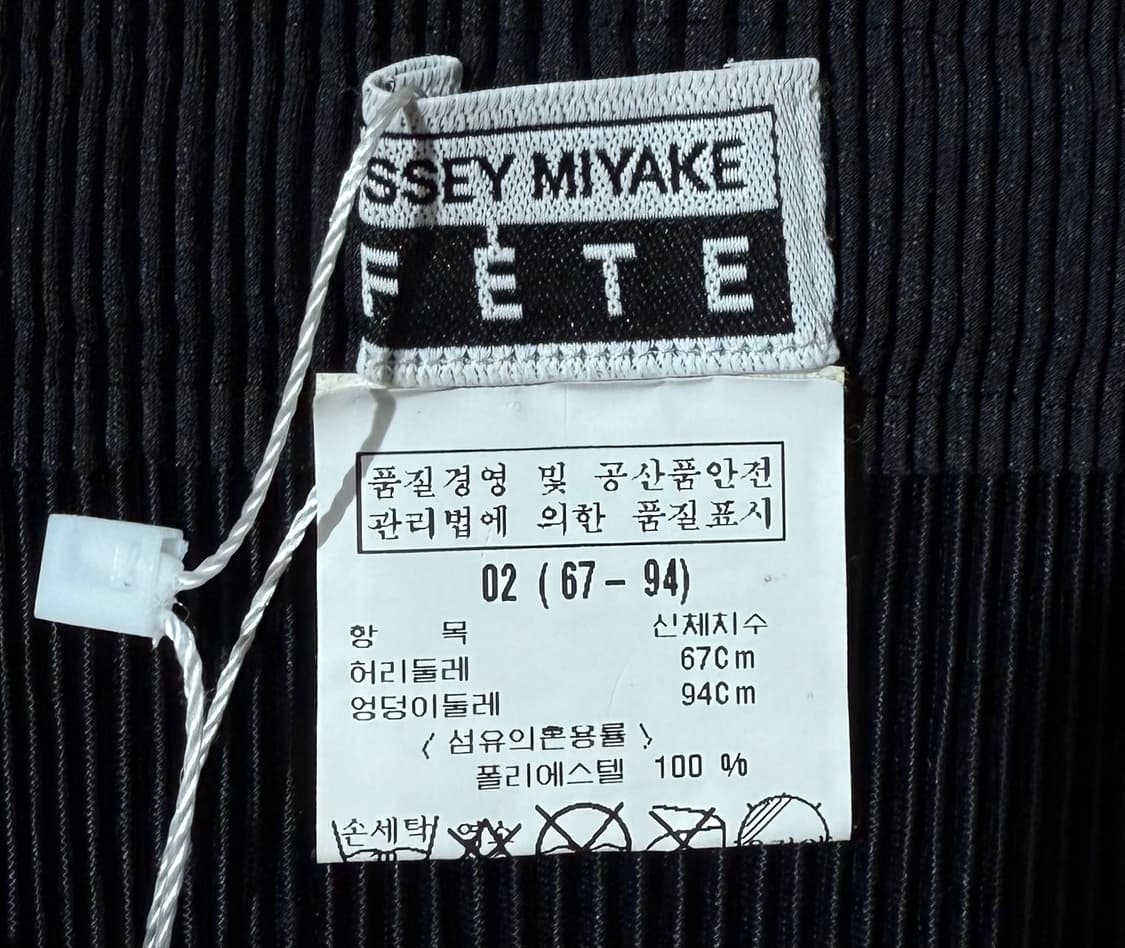 SSEY MIYAKE
FÊTE
품질경영 및 공산품안전
관리법에 의한 품질표시
02 (67 - 94)
항 목 신체치수
허리둘레 67Cm
엉덩이둘레 94Cm
< 섬유의혼용률 >
폴리에스텔 100 %
손세탁